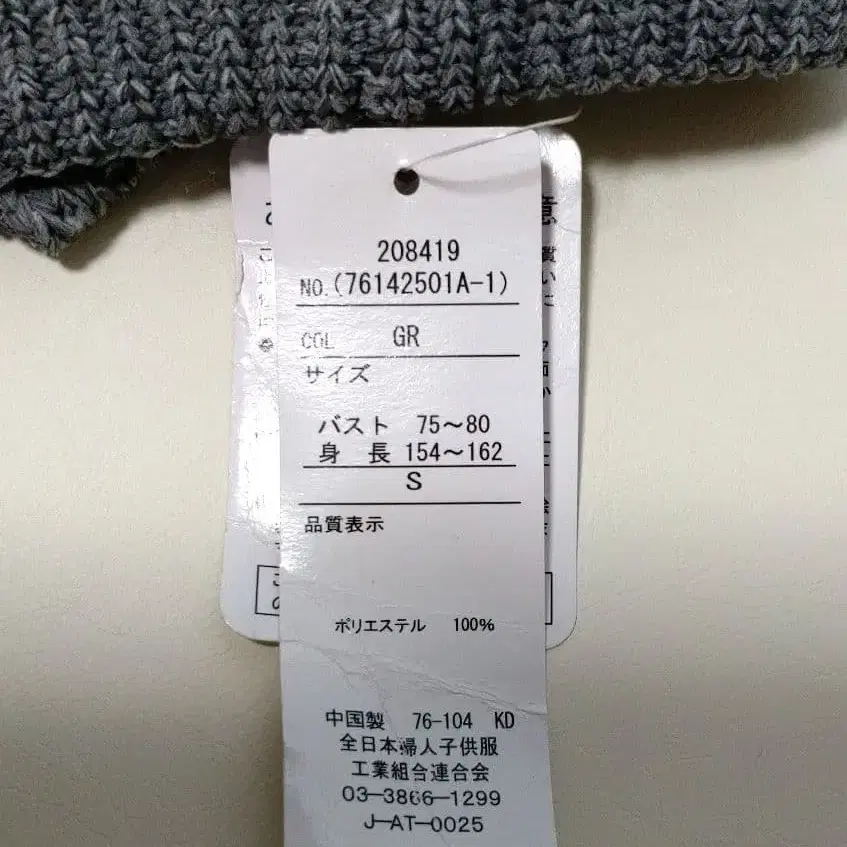 208419
NO.(76142501A-1)
COL GR
サイズ
バスト 75～80
身 長 154～162
S
品質表示
ポリエステル 100%
中国製 76-104 KD
全日本婦人子供服
工業組合連合会
03-3866-1299
J-AT-0025